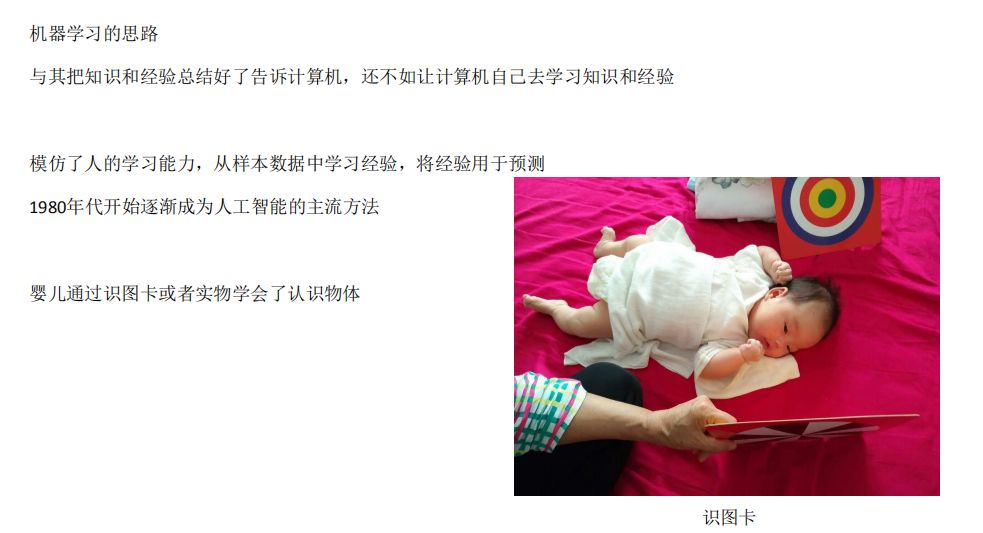 机器学习的思路
与其把知识和经验总结好了告诉计算机，还不如让计算机自己去学习知识和经验
模仿了人的学习能力，从样本数据中学习经验，将经验用于预测
1980年代开始逐渐成为人工智能的主流方法
婴儿通过识图卡或者实物学会了认识物体
识图卡